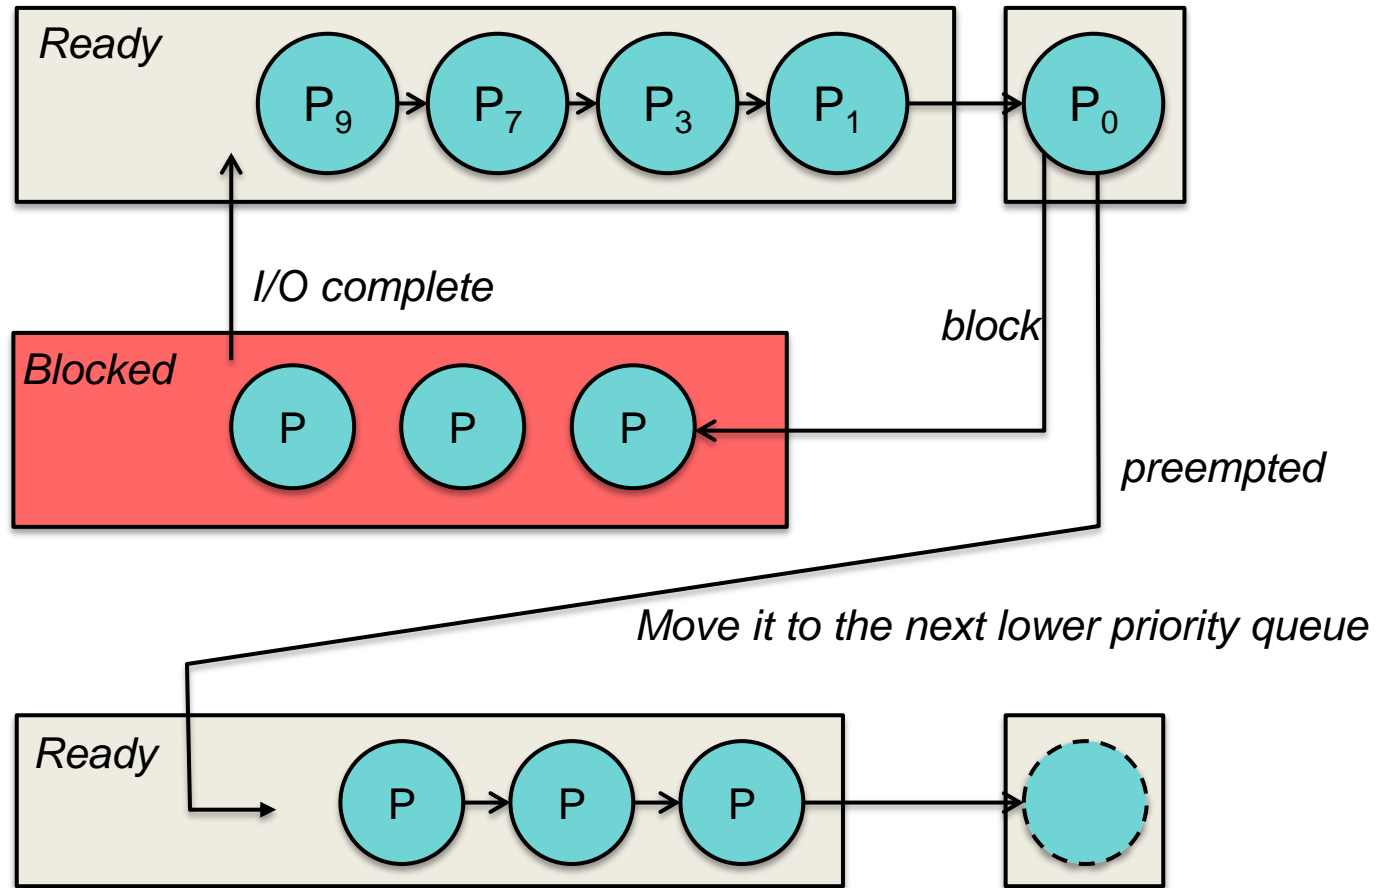 Ready
P₉ P₇ P₃ P₁ P₀
I/O complete
block
Blocked
P P P
preempted
Move it to the next lower priority queue
Ready
P P P